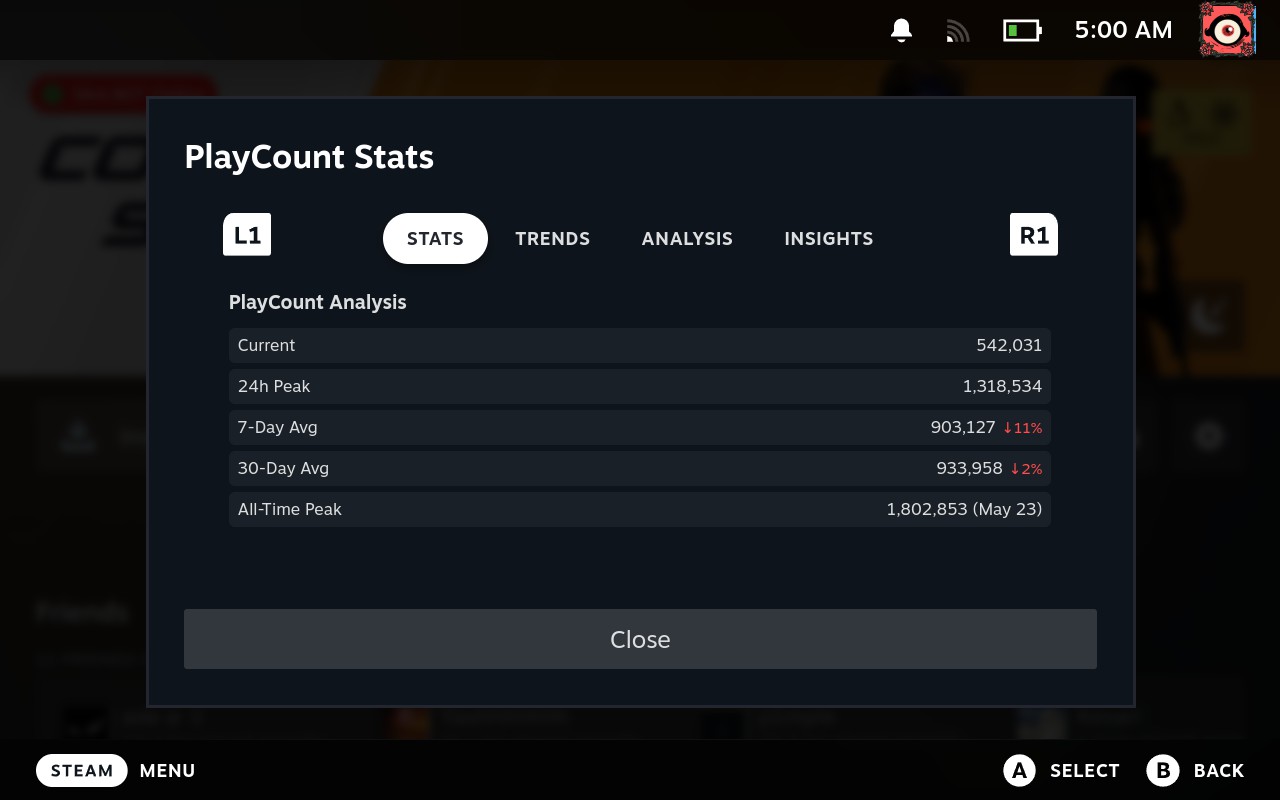 5:00 AM
PlayCount Stats
L1 STATS TRENDS ANALYSIS INSIGHTS R1
PlayCount Analysis
Current 542,031
24h Peak 1,318,534
7-Day Avg 903,127 ↓11%
30-Day Avg 933,958 ↓2%
All-Time Peak 1,802,853 (May 23)
Close
Friends
STEAM MENU A SELECT B BACK